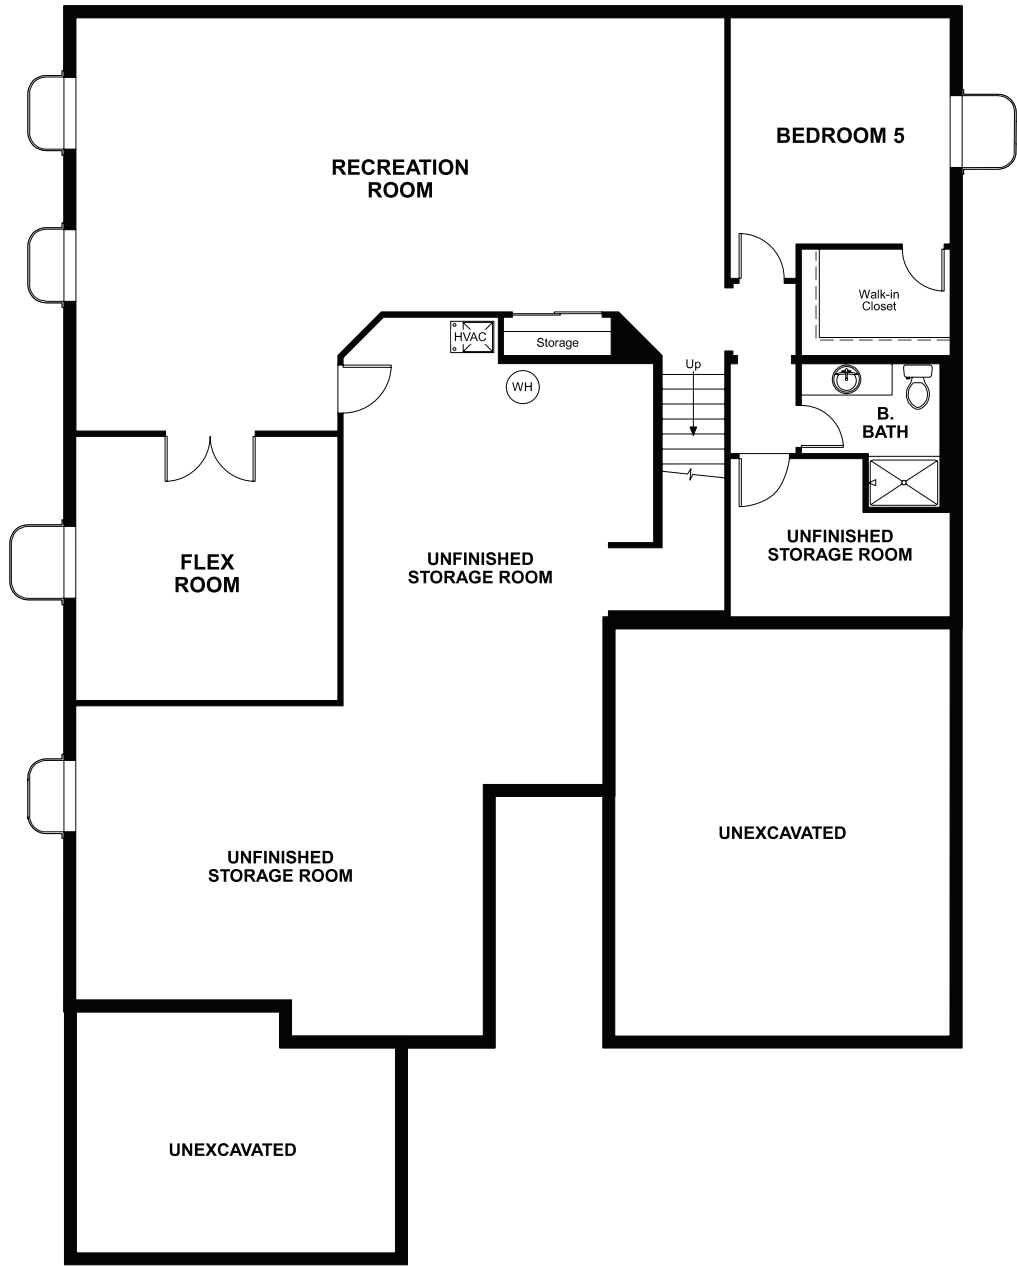 BEDROOM 5
RECREATION
ROOM
Walk-in
Closet
HVAC
Storage
Up
WH
B.
BATH
UNFINISHED
STORAGE ROOM
FLEX
ROOM
UNFINISHED
STORAGE ROOM
UNEXCAVATED
UNFINISHED
STORAGE ROOM
UNEXCAVATED